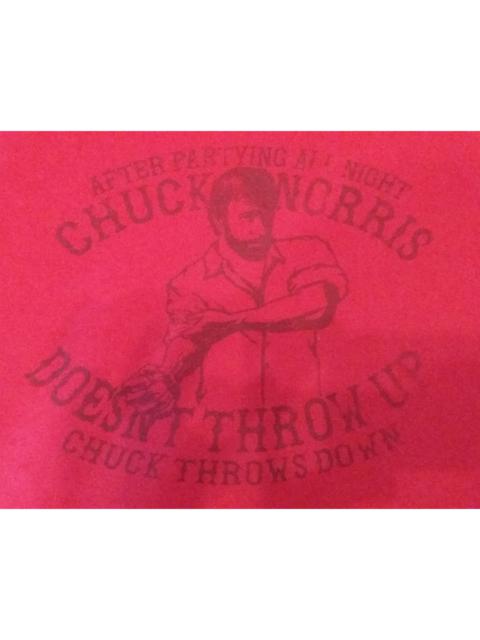 AFTER PARTYING ALL NIGHT
CHUCK NORRIS
DOESN'T THROW UP
CHUCK THROWS DOWN